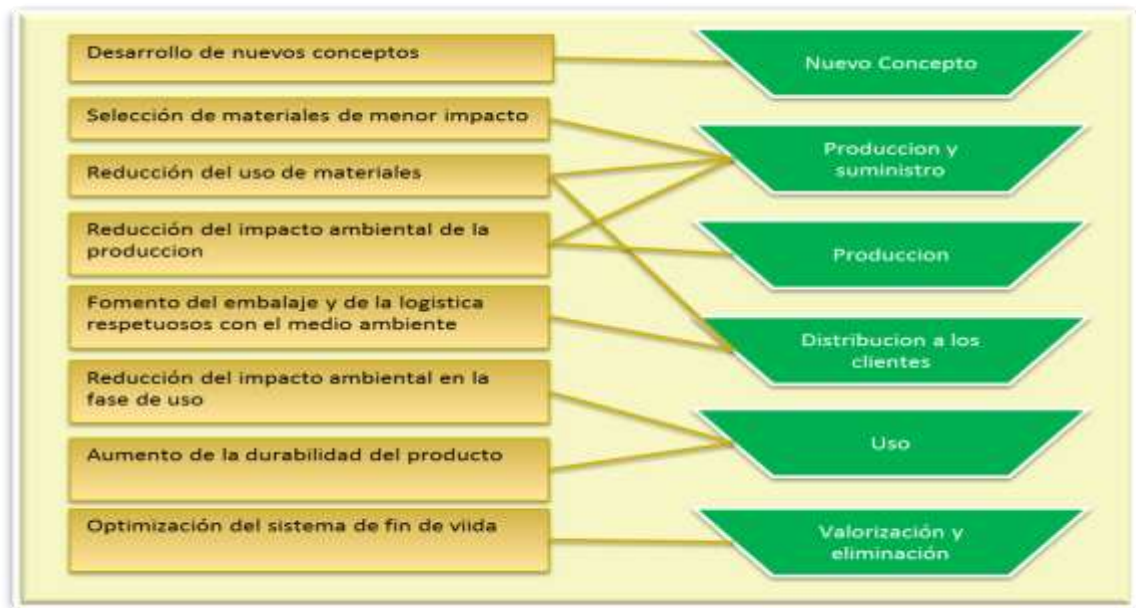 Desarrollo de nuevos conceptos
Selección de materiales de menor impacto
Reducción del uso de materiales
Reducción del impacto ambiental de la
produccion
Fomento del embalaje y de la logistica
respetuosos con el medio ambiente
Reducción del impacto ambiental en la
fase de uso
Aumento de la durabilidad del producto
Optimización del sistema de fin de viida
Nuevo Concepto
Produccion y
suministro
Produccion
Distribucion a los
clientes
Uso
Valorización y
eliminación